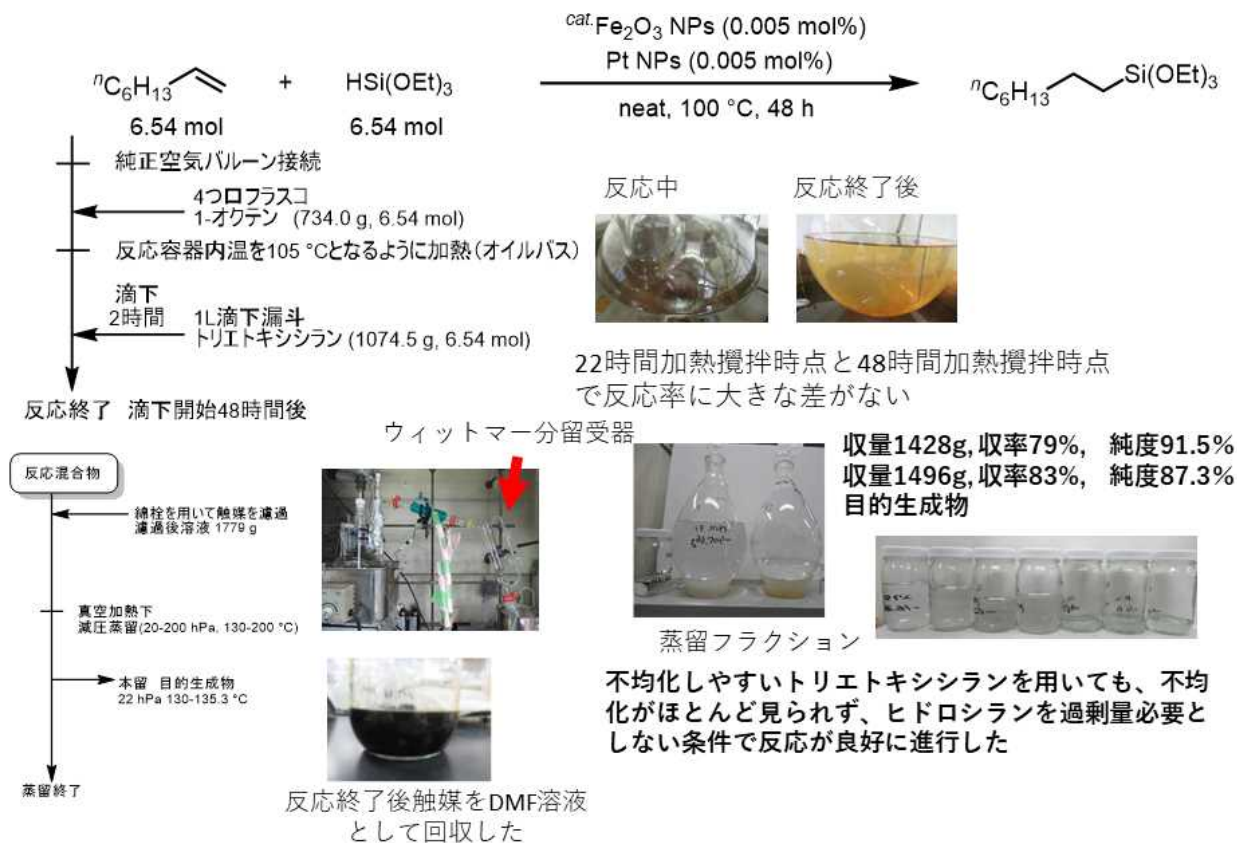 cat.Fe2O3 NPs (0.005 mol%)
Pt NPs (0.005 mol%)
nC6H13 + HSi(OEt)3
neat, 100 °C, 48 h
nC6H13 Si(OEt)3
6.54 mol 6.54 mol
純正空気バルーン接続
4つ口フラスコ
1-オクテン (734.0 g, 6.54 mol)
反応容器内温を105 °Cとなるように加熱(オイルバス)
滴下
2時間
1L滴下漏斗
トリエトキシシラン (1074.5 g, 6.54 mol)
反応終了 滴下開始48時間後
反応中
反応終了後
22時間加熱攪拌時点と48時間加熱攪拌時点
で反応率に大きな差がない
反応混合物
綿栓を用いて触媒を濾過
濾過後溶液 1779 g
真空加熱下
減圧蒸留(20-200 hPa, 130-200 °C)
本留 目的生成物
22 hPa 130-135.3 °C
蒸留終了
ウィットマー分留受器
反応終了後触媒をDMF溶液
として回収した
収量1428g, 収率79%, 純度91.5%
収量1496g, 収率83%, 純度87.3%
目的生成物
蒸留フラクション
不均化しやすいトリエトキシシランを用いても、不均
化がほとんど見られず、ヒドロシランを過剰量必要と
しない条件で反応が良好に進行した